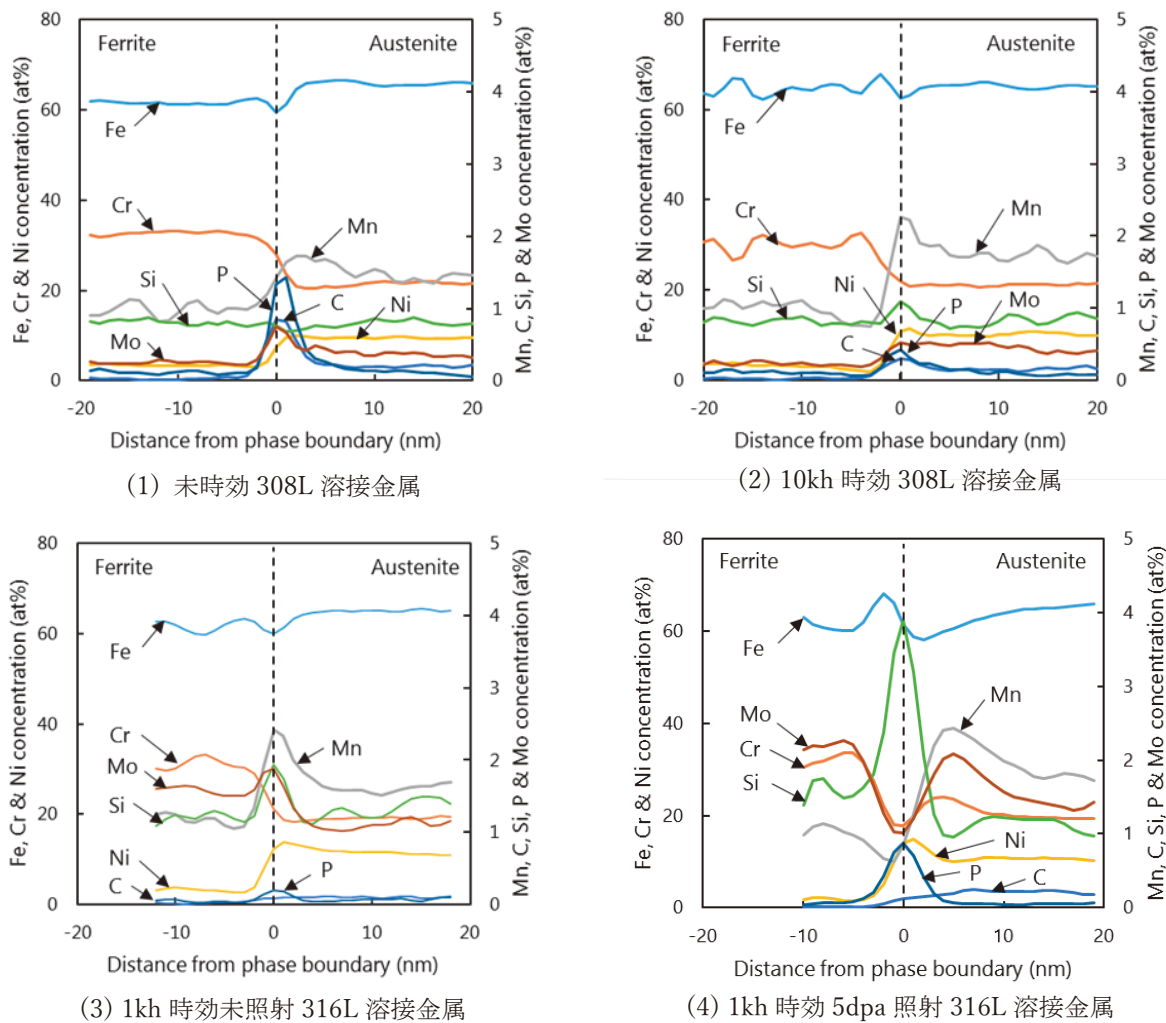 Ferrite
Austenite
Fe
Cr
Mn
Si
P
C
Ni
Mo
80
60
40
20
0
5
4
3
2
1
0
-20
-10
0
10
20
Fe, Cr & Ni concentration (at%)
Mn, C, Si, P & Mo concentration (at%)
Distance from phase boundary (nm)
(1) 未時効 308L 溶接金属
Ferrite
Austenite
Fe
Cr
Mn
Si
Ni
P
Mo
C
80
60
40
20
0
5
4
3
2
1
0
-20
-10
0
10
20
Fe, Cr & Ni concentration (at%)
Mn, C, Si, P & Mo concentration (at%)
Distance from phase boundary (nm)
(2) 10kh 時効 308L 溶接金属
Ferrite
Austenite
Fe
Cr
Mo
Mn
Si
Ni
C
P
80
60
40
20
0
5
4
3
2
1
0
-20
-10
0
10
20
Fe, Cr & Ni concentration (at%)
Mn, C, Si, P & Mo concentration (at%)
Distance from phase boundary (nm)
(3) 1kh 時効未照射 316L 溶接金属
Ferrite
Austenite
Fe
Mo
Cr
Si
Mn
Ni
P
C
80
60
40
20
0
5
4
3
2
1
0
-20
-10
0
10
20
Fe, Cr & Ni concentration (at%)
Mn, C, Si, P & Mo concentration (at%)
Distance from phase boundary (nm)
(4) 1kh 時効 5dpa 照射 316L 溶接金属